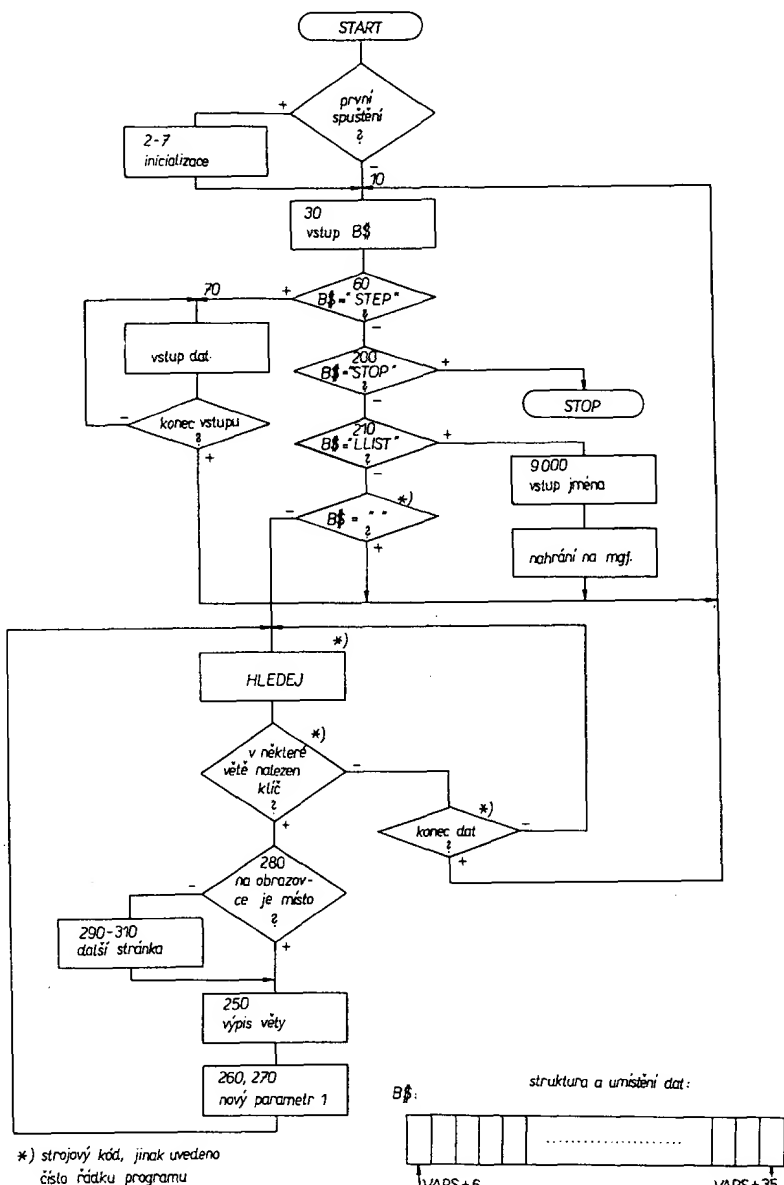 START
první
spuštění
?
+
2-7
inicializace
-
10
30
vstup B$
60
B$="STEP"
?
+
-
70
vstup dat
konec vstupu
?
-
+
200
B$="STOP"
?
+
-
STOP
210
B$="LLIST"
?
+
-
9000
vstup jména
nahrání na mgf.
*)
B$ = " "
?
-
+
*)
HLEDEJ
*)
v některé
větě nalezen
klíč
?
-
+
*)
konec dat
?
-
+
280
na obrazov-
ce je místo
?
-
+
290-310
další stránka
250
výpis věty
260, 270
nový parametr 1
*) strojový kód, jinak uvedeno
číslo řádku programu
struktura a umístění dat:
B$:
VARS+6
VARS+35